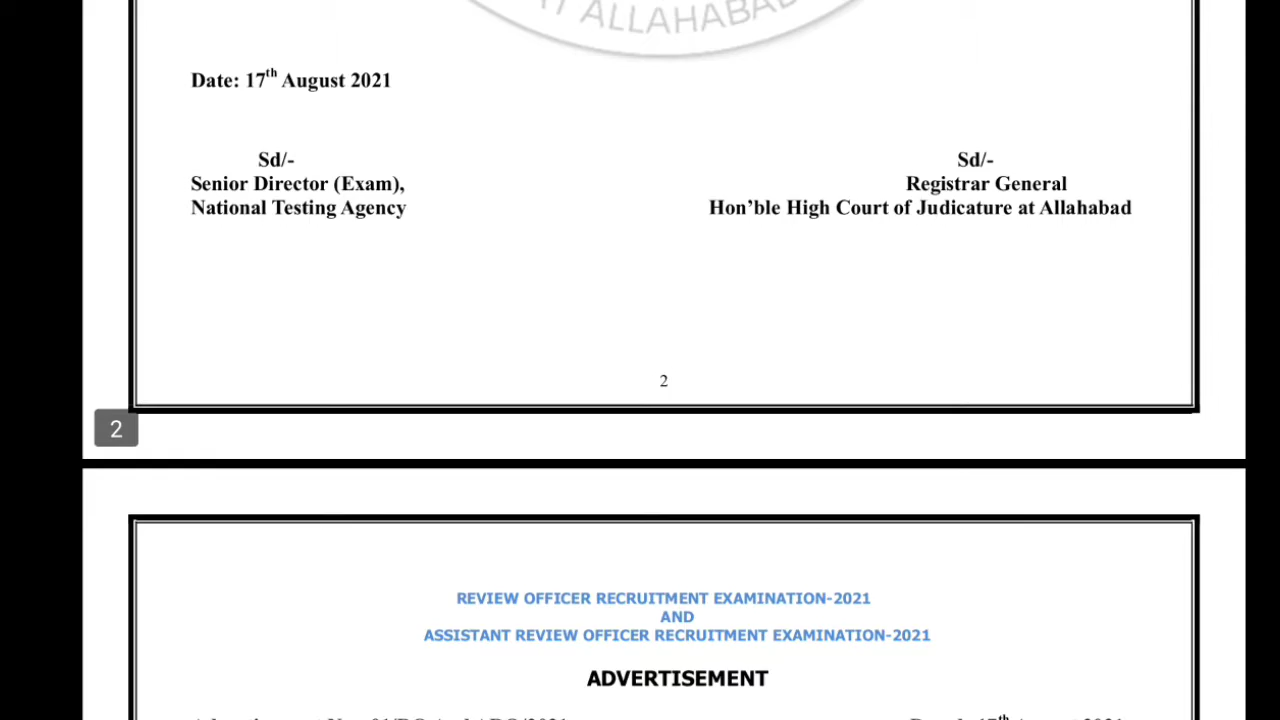 AT ALLAHABAD
Date: 17th August 2021
Sd/-
Sd/-
Senior Director (Exam),
Registrar General
National Testing Agency
Hon’ble High Court of Judicature at Allahabad
2
2
REVIEW OFFICER RECRUITMENT EXAMINATION-2021
AND
ASSISTANT REVIEW OFFICER RECRUITMENT EXAMINATION-2021
ADVERTISEMENT